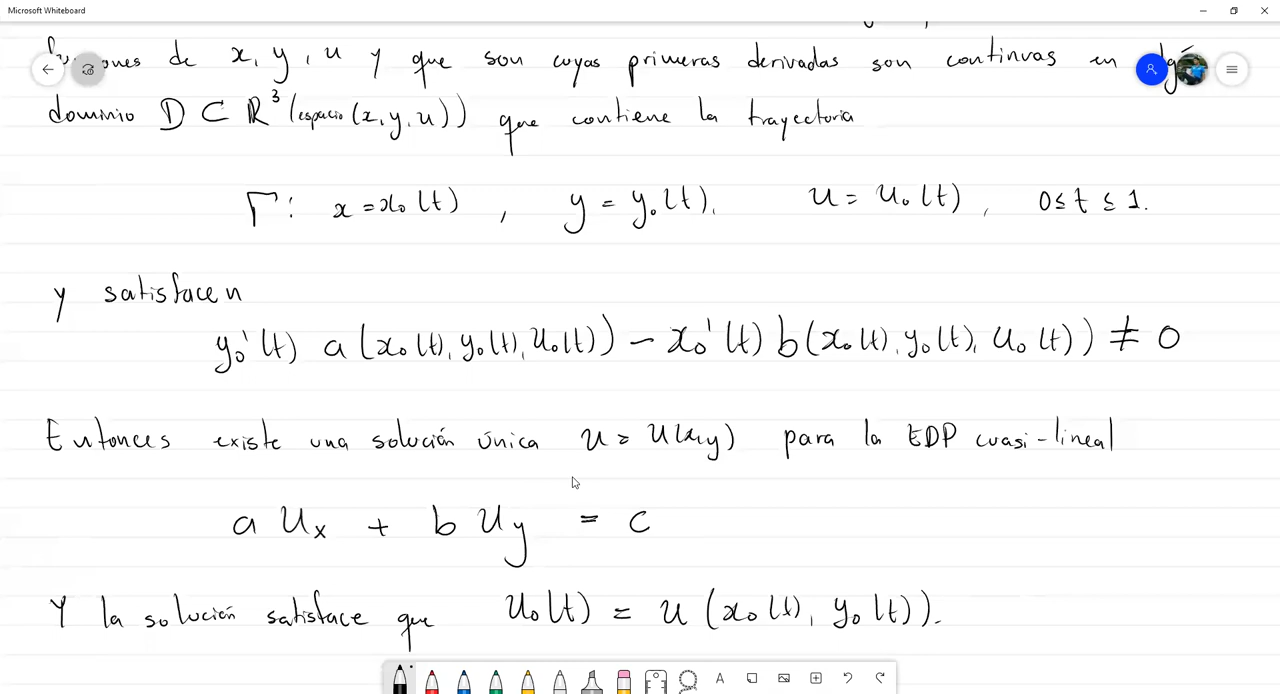 Microsoft Whiteboard
de x, y, u y que son cuyas primeras derivadas son continuas en
dominio D ⊂ ℝ³ (espacio (x, y, u)) que contiene la trayectoria
Γ: x = x₀(t), y = y₀(t), u = u₀(t), 0 ≤ t ≤ 1.
y satisfacen
y₀'(t) a(x₀(t), y₀(t), u₀(t)) − x₀'(t) b(x₀(t), y₀(t), u₀(t)) ≠ 0
Entonces existe una solución única u = u(x,y) para la EDP cuasi-lineal
a uₓ + b u_y = c
Y la solución satisface que u₀(t) = u(x₀(t), y₀(t)).
A